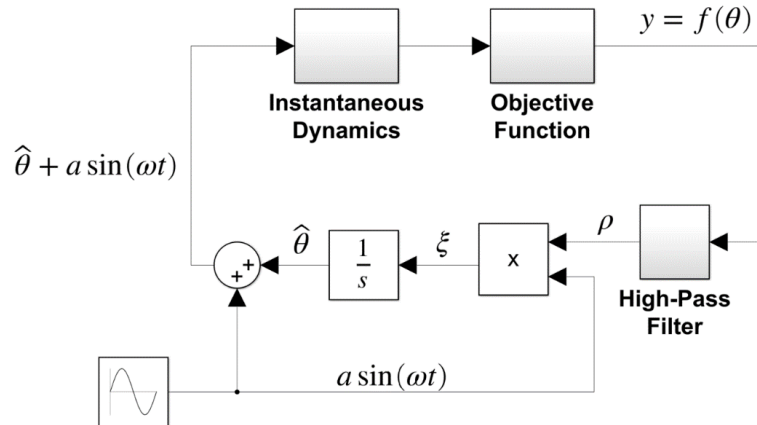 y = f(θ)
Instantaneous
Dynamics
Objective
Function
θ̂ + a sin(ωt)
θ̂
1
s
ξ
x
ρ
+
+
High-Pass
Filter
a sin(ωt)